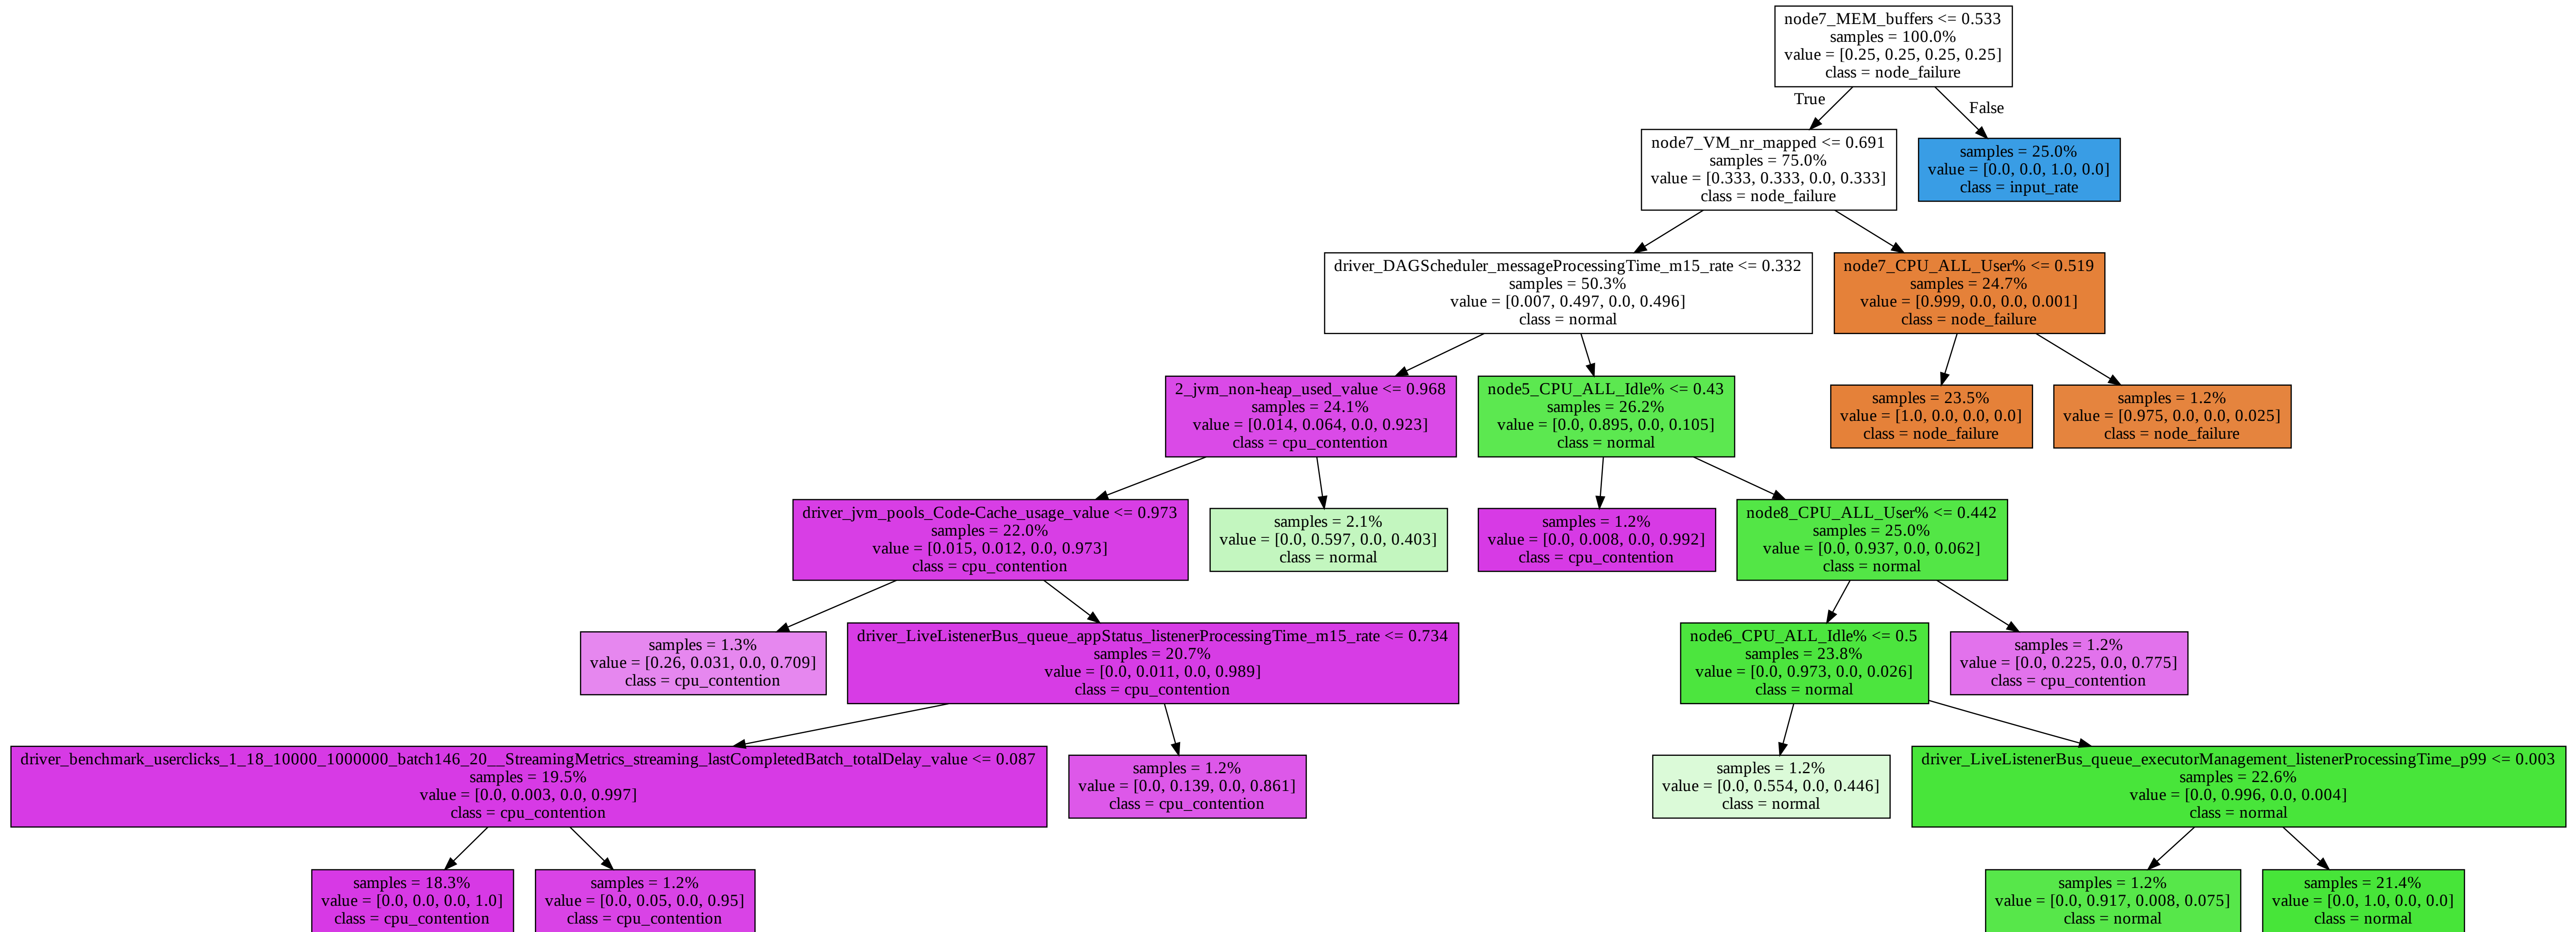 node7_MEM_buffers <= 0.533
samples = 100.0%
value = [0.25, 0.25, 0.25, 0.25]
class = node_failure
True
False
node7_VM_nr_mapped <= 0.691
samples = 75.0%
value = [0.333, 0.333, 0.0, 0.333]
class = node_failure
samples = 25.0%
value = [0.0, 0.0, 1.0, 0.0]
class = input_rate
driver_DAGScheduler_messageProcessingTime_m15_rate <= 0.332
samples = 50.3%
value = [0.007, 0.497, 0.0, 0.496]
class = normal
node7_CPU_ALL_User% <= 0.519
samples = 24.7%
value = [0.999, 0.0, 0.0, 0.001]
class = node_failure
2_jvm_non-heap_used_value <= 0.968
samples = 24.1%
value = [0.014, 0.064, 0.0, 0.923]
class = cpu_contention
node5_CPU_ALL_Idle% <= 0.43
samples = 26.2%
value = [0.0, 0.895, 0.0, 0.105]
class = normal
samples = 23.5%
value = [1.0, 0.0, 0.0, 0.0]
class = node_failure
samples = 1.2%
value = [0.975, 0.0, 0.0, 0.025]
class = node_failure
driver_jvm_pools_Code-Cache_usage_value <= 0.973
samples = 22.0%
value = [0.015, 0.012, 0.0, 0.973]
class = cpu_contention
samples = 2.1%
value = [0.0, 0.597, 0.0, 0.403]
class = normal
samples = 1.2%
value = [0.0, 0.008, 0.0, 0.992]
class = cpu_contention
node8_CPU_ALL_User% <= 0.442
samples = 25.0%
value = [0.0, 0.937, 0.0, 0.062]
class = normal
samples = 1.3%
value = [0.26, 0.031, 0.0, 0.709]
class = cpu_contention
driver_LiveListenerBus_queue_appStatus_listenerProcessingTime_m15_rate <= 0.734
samples = 20.7%
value = [0.0, 0.011, 0.0, 0.989]
class = cpu_contention
node6_CPU_ALL_Idle% <= 0.5
samples = 23.8%
value = [0.0, 0.973, 0.0, 0.026]
class = normal
samples = 1.2%
value = [0.0, 0.225, 0.0, 0.775]
class = cpu_contention
driver_benchmark_userclicks_1_18_10000_1000000_batch146_20__StreamingMetrics_streaming_lastCompletedBatch_totalDelay_value <= 0.087
samples = 19.5%
value = [0.0, 0.003, 0.0, 0.997]
class = cpu_contention
samples = 1.2%
value = [0.0, 0.139, 0.0, 0.861]
class = cpu_contention
samples = 1.2%
value = [0.0, 0.554, 0.0, 0.446]
class = normal
driver_LiveListenerBus_queue_executorManagement_listenerProcessingTime_p99 <= 0.003
samples = 22.6%
value = [0.0, 0.996, 0.0, 0.004]
class = normal
samples = 18.3%
value = [0.0, 0.0, 0.0, 1.0]
class = cpu_contention
samples = 1.2%
value = [0.0, 0.05, 0.0, 0.95]
class = cpu_contention
samples = 1.2%
value = [0.0, 0.917, 0.008, 0.075]
class = normal
samples = 21.4%
value = [0.0, 1.0, 0.0, 0.0]
class = normal